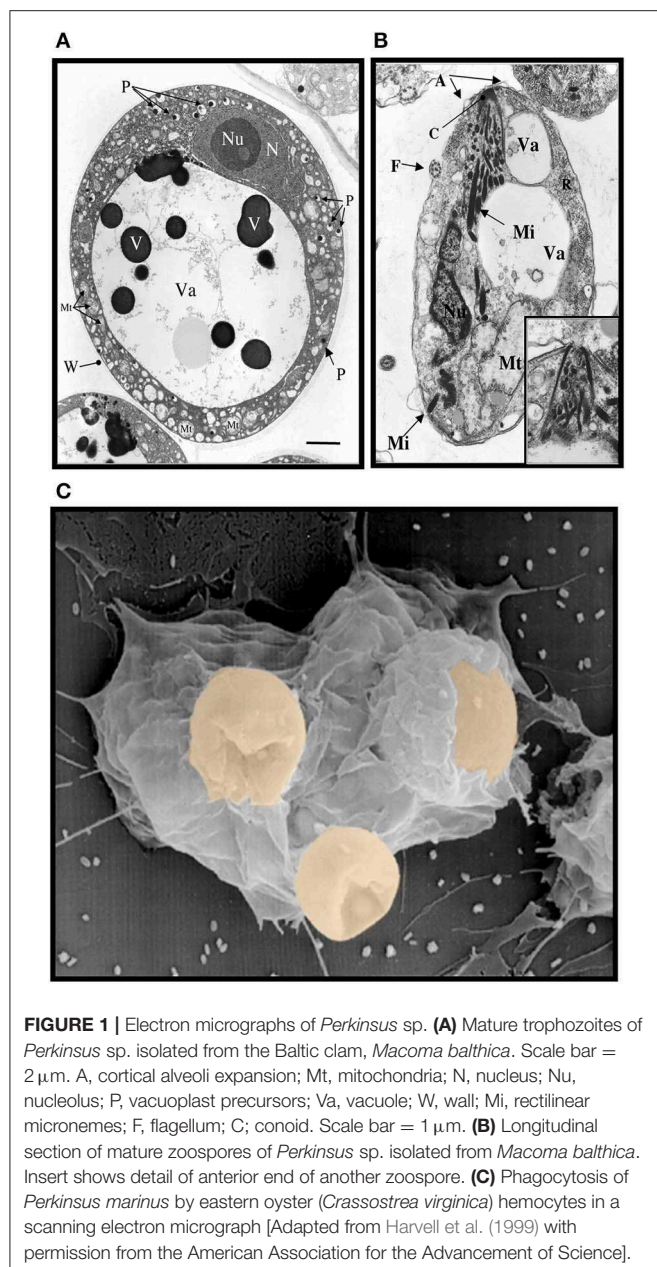 A
B
P
Nu
N
P
V
V
Va
Mt
W
P
Mt
Mt
A
C
Va
F
R
Mi
Va
Nu
Mt
Mi
C
FIGURE 1 | Electron micrographs of Perkinsus sp. (A) Mature trophozoites of
Perkinsus sp. isolated from the Baltic clam, Macoma balthica. Scale bar =
2 µm. A, cortical alveoli expansion; Mt, mitochondria; N, nucleus; Nu,
nucleolus; P, vacuoplast precursors; Va, vacuole; W, wall; Mi, rectilinear
micronemes; F, flagellum; C; conoid. Scale bar = 1 µm. (B) Longitudinal
section of mature zoospores of Perkinsus sp. isolated from Macoma balthica.
Insert shows detail of anterior end of another zoospore. (C) Phagocytosis of
Perkinsus marinus by eastern oyster (Crassostrea virginica) hemocytes in a
scanning electron micrograph [Adapted from Harvell et al. (1999) with
permission from the American Association for the Advancement of Science].